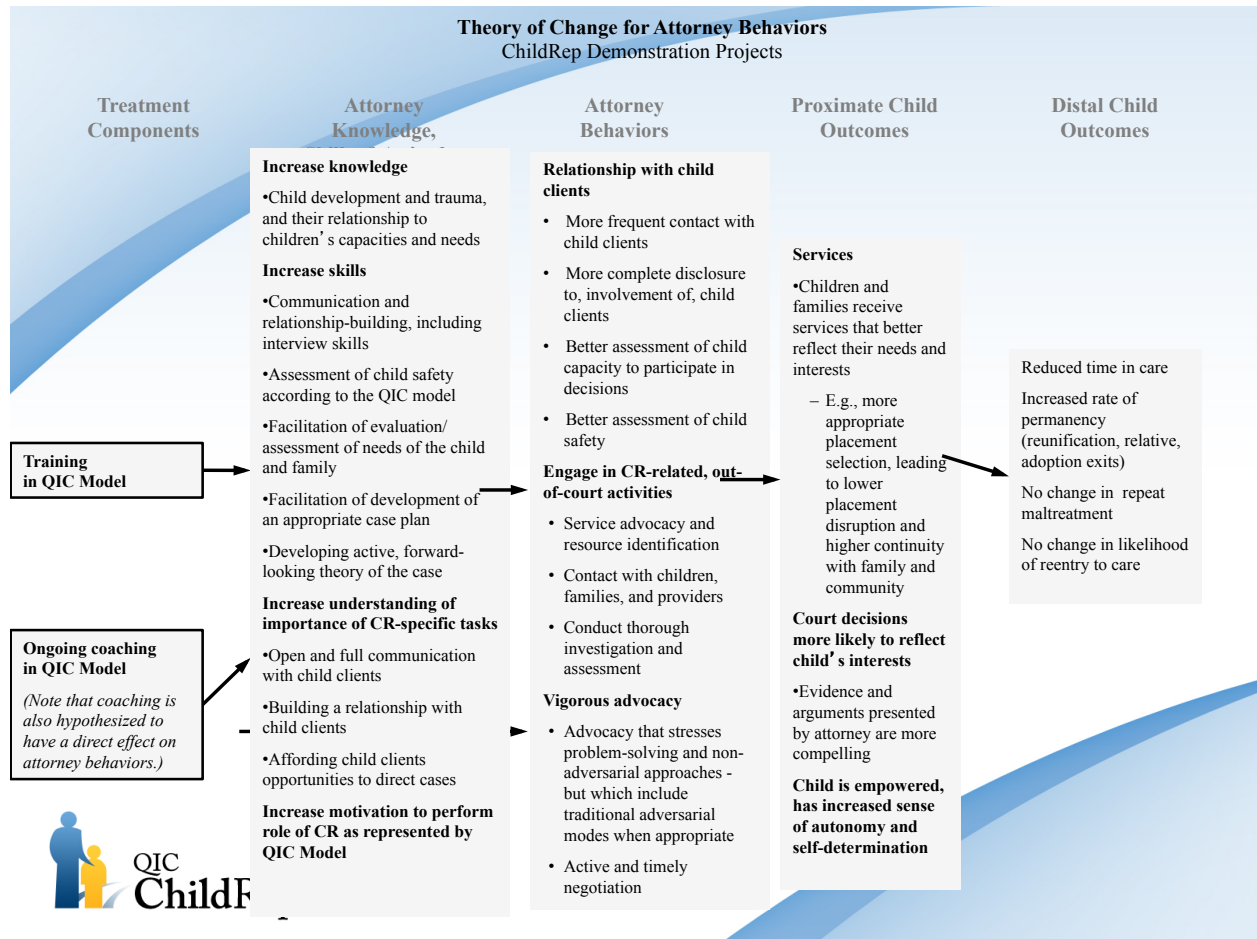 Theory of Change for Attorney Behaviors
ChildRep Demonstration Projects
Treatment
Components
Attorney
Knowledge,
Attorney
Behaviors
Proximate Child
Outcomes
Distal Child
Outcomes
Training
in QIC Model
Ongoing coaching
in QIC Model
(Note that coaching is
also hypothesized to
have a direct effect on
attorney behaviors.)
Increase knowledge
•Child development and trauma,
and their relationship to
children's capacities and needs
Increase skills
•Communication and
relationship-building, including
interview skills
•Assessment of child safety
according to the QIC model
•Facilitation of evaluation/
assessment of needs of the child
and family
•Facilitation of development of
an appropriate case plan
•Developing active, forward-
looking theory of the case
Increase understanding of
importance of CR-specific tasks
•Open and full communication
with child clients
•Building a relationship with
child clients
•Affording child clients
opportunities to direct cases
Increase motivation to perform
role of CR as represented by
QIC Model
Relationship with child
clients
• More frequent contact with
child clients
• More complete disclosure
to, involvement of, child
clients
• Better assessment of child
capacity to participate in
decisions
• Better assessment of child
safety
Engage in CR-related, out-
of-court activities
• Service advocacy and
resource identification
• Contact with children,
families, and providers
• Conduct thorough
investigation and
assessment
Vigorous advocacy
• Advocacy that stresses
problem-solving and non-
adversarial approaches -
but which include
traditional adversarial
modes when appropriate
• Active and timely
negotiation
Services
•Children and
families receive
services that better
reflect their needs and
interests
– E.g., more
appropriate
placement
selection, leading
to lower
placement
disruption and
higher continuity
with family and
community
Court decisions
more likely to reflect
child's interests
•Evidence and
arguments presented
by attorney are more
compelling
Child is empowered,
has increased sense
of autonomy and
self-determination
Reduced time in care
Increased rate of
permanency
(reunification, relative,
adoption exits)
No change in repeat
maltreatment
No change in likelihood
of reentry to care
QIC
ChildR